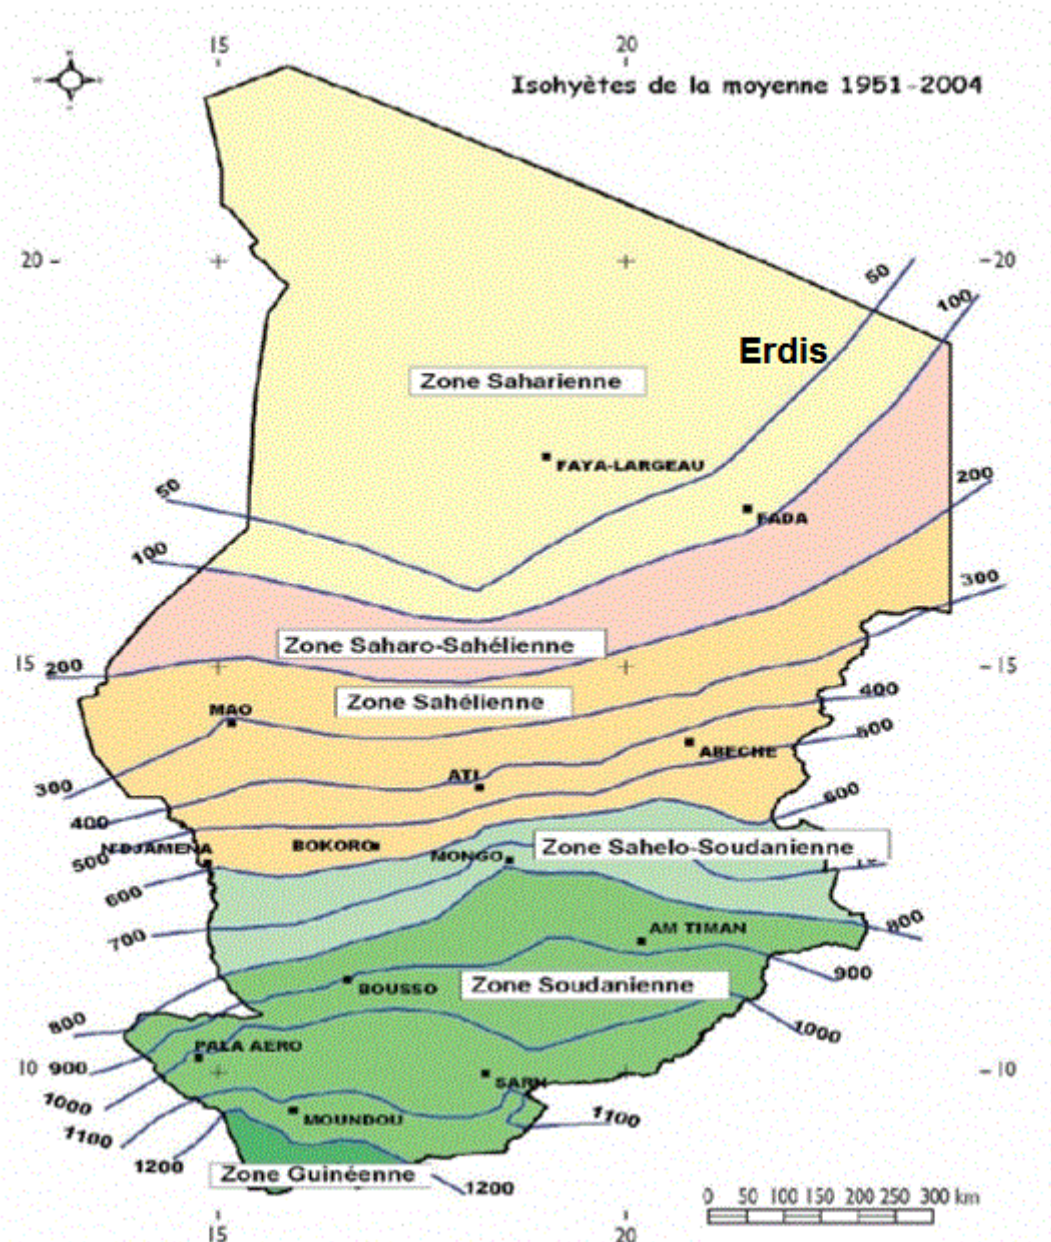 15 20
Isohyètes de la moyenne 1951-2004
20 20
50
100
Erdis
Zone Saharienne
FAYA-LARGEAU
200
50
FADA
100
300
Zone Saharo-Sahélienne
15 200 15
400
Zone Sahélienne
MAO
500
ABECHE
ATI
300
600
400
N'DJAMENA
BOKORO
Zone Sahelo-Soudanienne
MONGO
500
600
800
AM TIMAN
700
900
Zone Soudanienne
BOUSSO
800
1000
PALA AERO
10 900 10
SARH
1000
1100
MOUNDOU
1100
1200
Zone Guinéenne
1200
0 50 100 150 200 250 300 km
15 20